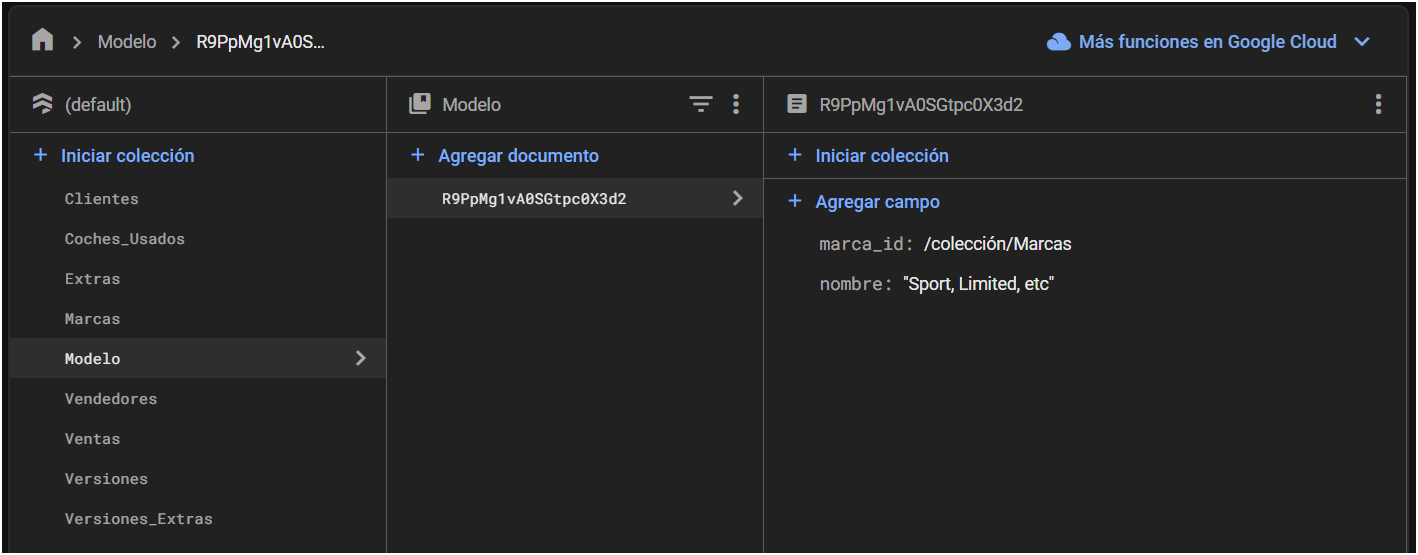 Modelo R9PpMg1vA0S... Más funciones en Google Cloud
(default) Modelo R9PpMg1vA0SGtpc0X3d2
+ Iniciar colección + Agregar documento + Iniciar colección
Clientes R9PpMg1vA0SGtpc0X3d2 + Agregar campo
Coches_Usados marca_id: /colección/Marcas
Extras nombre: "Sport, Limited, etc"
Marcas
Modelo
Vendedores
Ventas
Versiones
Versiones_Extras